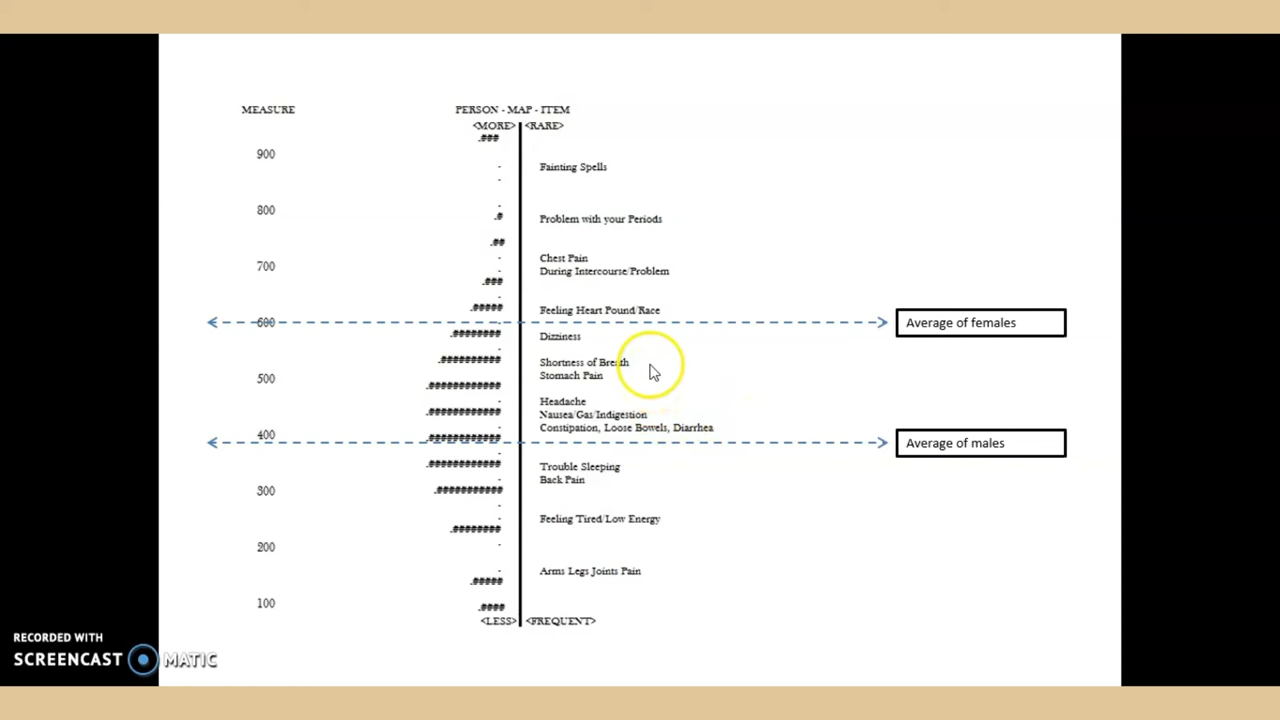 MEASURE PERSON - MAP - ITEM
<MORE> <RARE>
.###
900
. Fainting Spells
.
.
800
.# Problem with your Periods
.##
. Chest Pain
700
. During Intercourse/Problem
.###
.
.##### Feeling Heart Pound/Race
600 . Average of females
.######## Dizziness
.
.########## Shortness of Breath
. Stomach Pain
500
.############
. Headache
.############ Nausea/Gas/Indigestion
. Constipation, Loose Bowels, Diarrhea
400 .############
Average of males
.
.############ Trouble Sleeping
. Back Pain
300 .###########
.
. Feeling Tired/Low Energy
.########
200 .
. Arms Legs Joints Pain
.#####
100 .####
<LESS> <FREQUENT>
RECORDED WITH
SCREENCAST MATIC